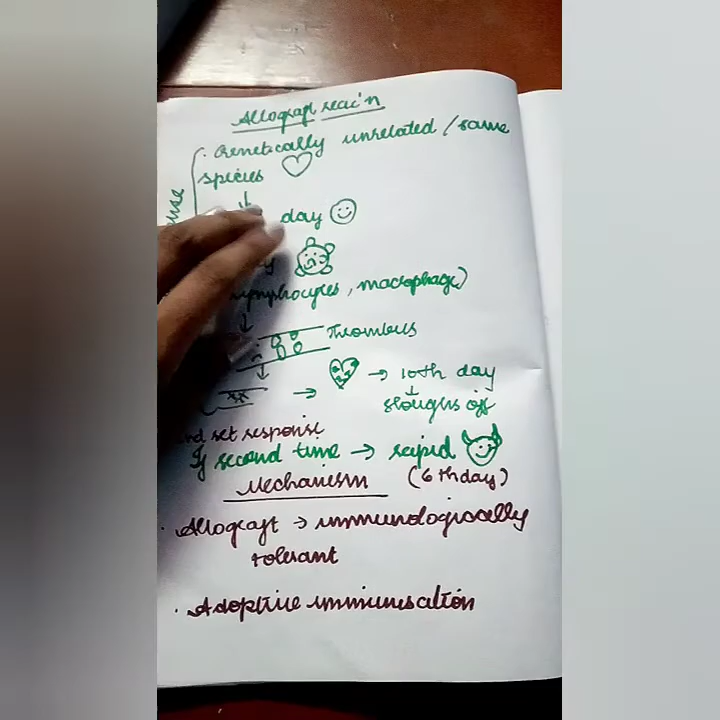 Allograft reac'n
. Genetically unrelated / same
species
day
lymphocytes, macrophage)
Thrombus
→ 10th day
↓
sloughs off
nd set response
If second time → rapid
Mechanism (6th day)
. Allograft → immunologically
tolerant
. Adoptive immunisation